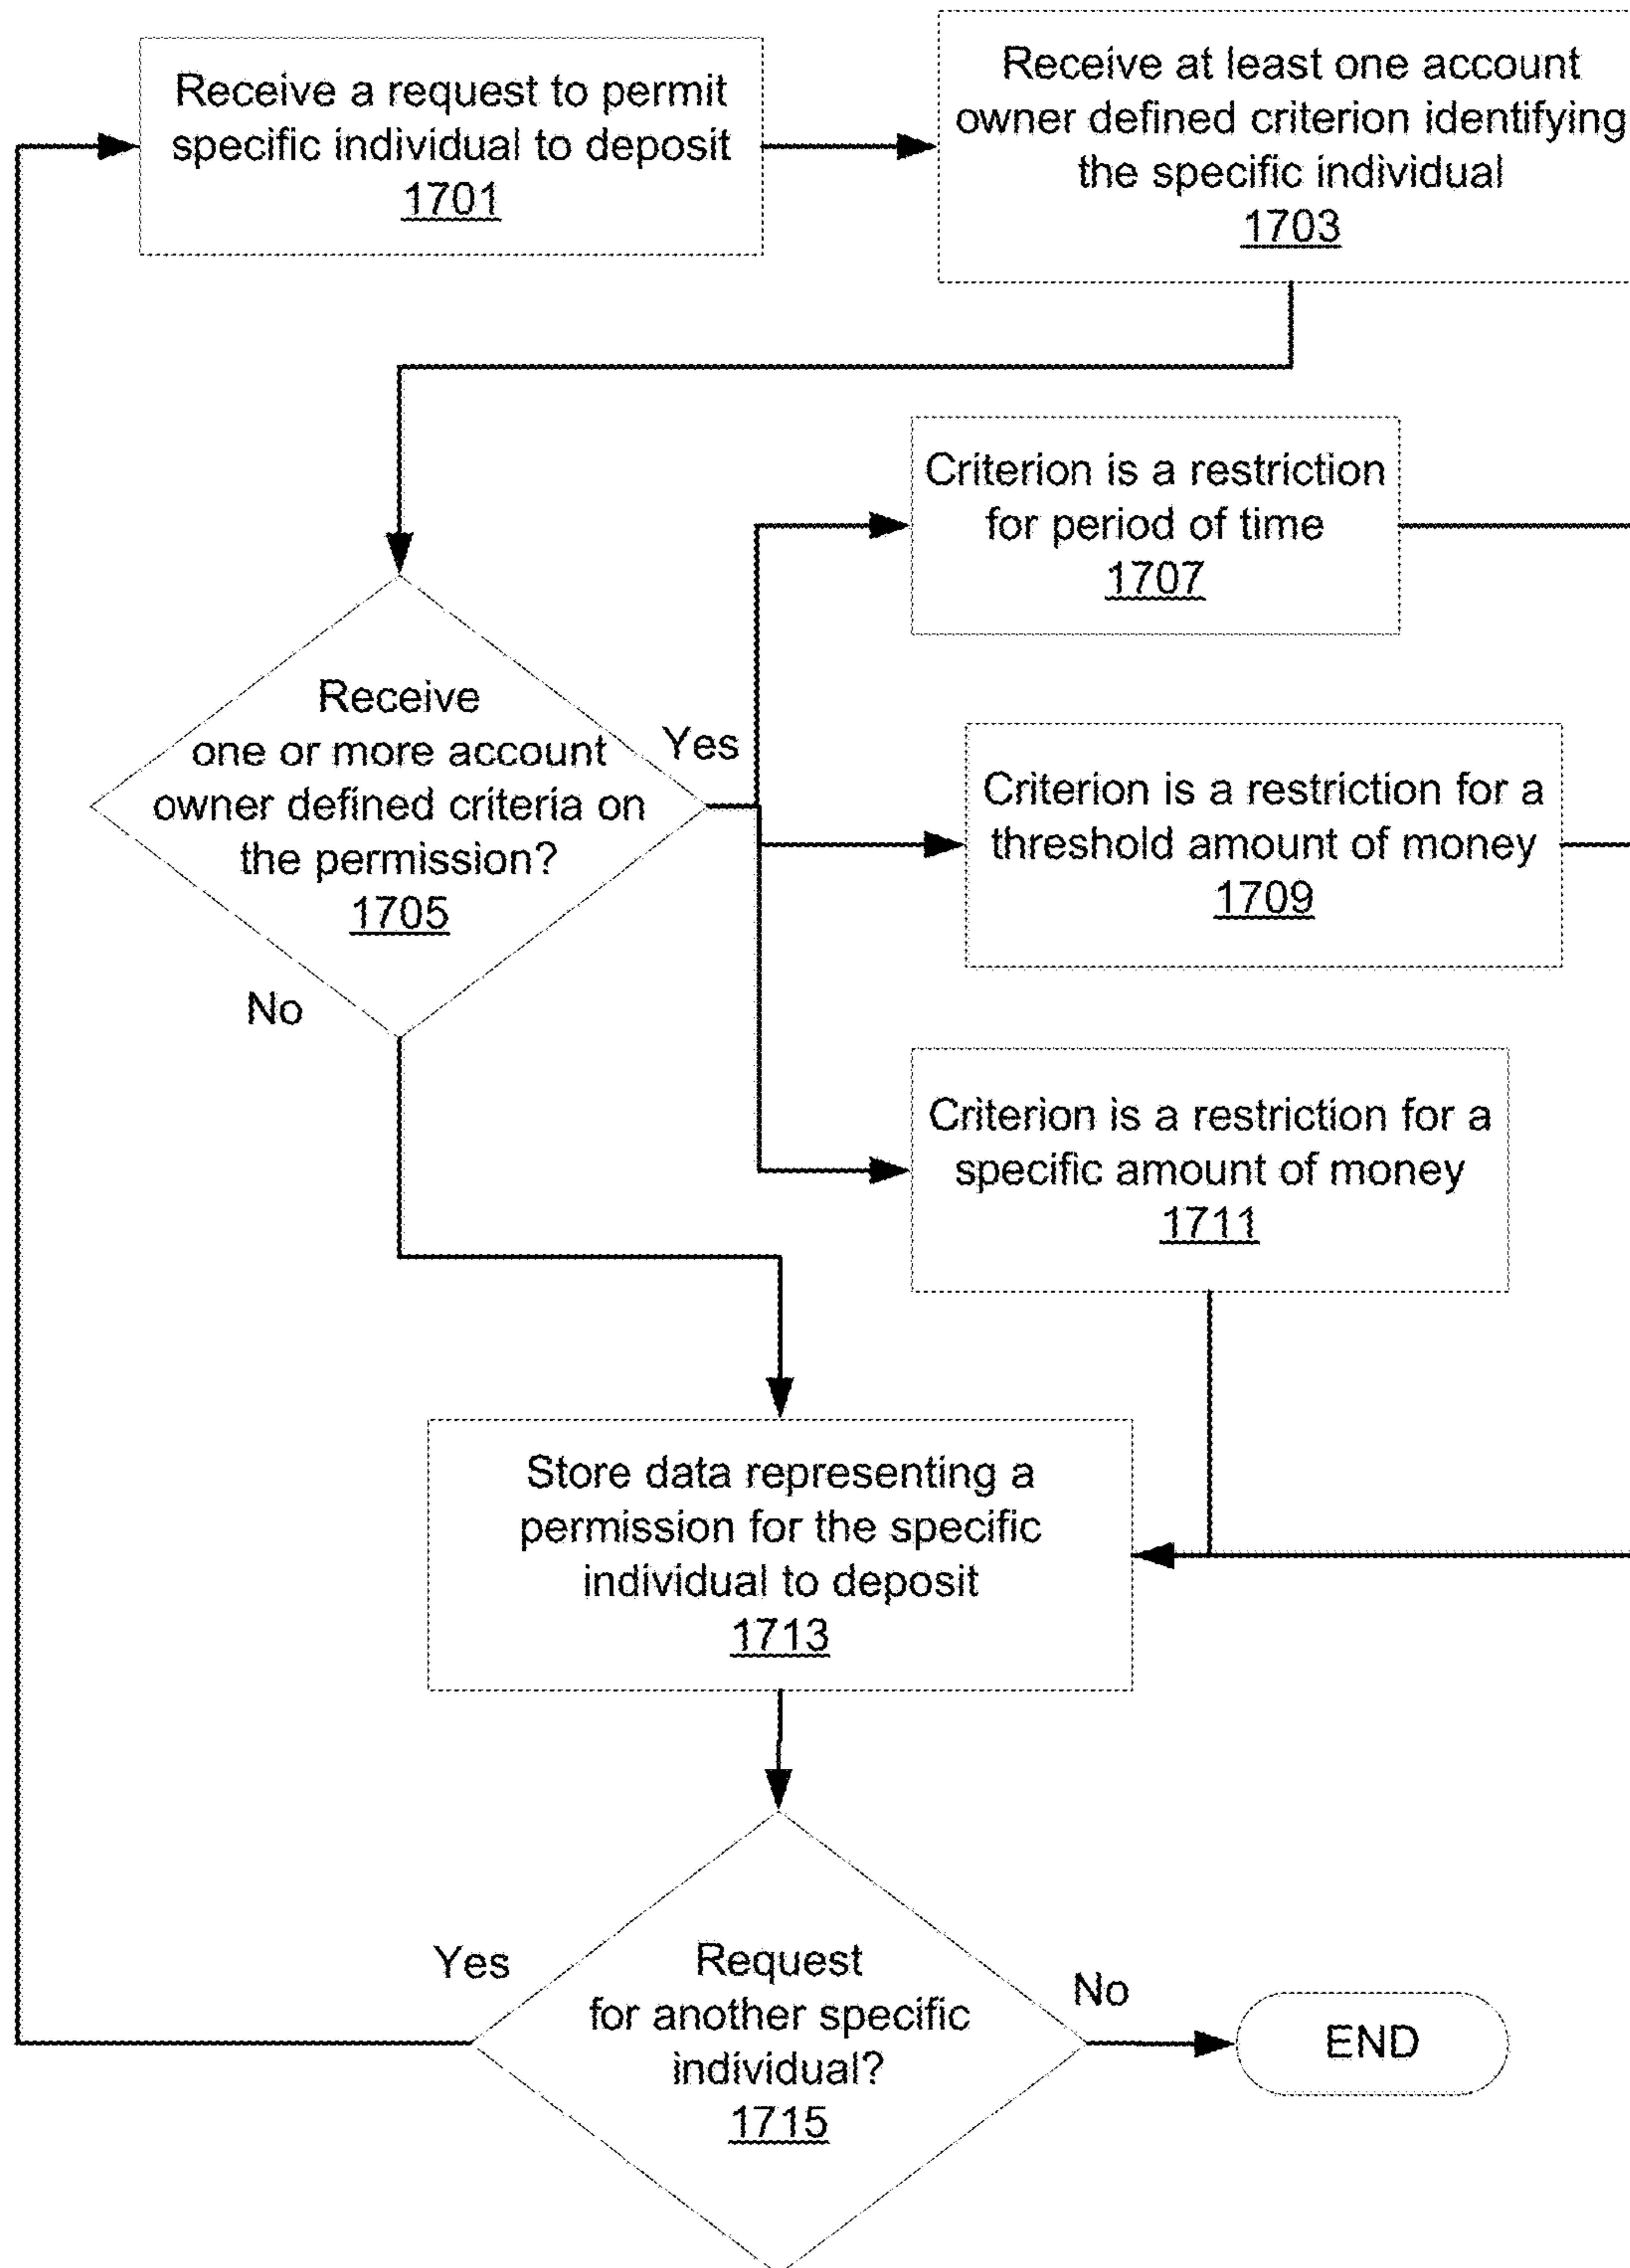 Receive a request to permit
specific individual to deposit
1701
Receive at least one account
owner defined criterion identifying
the specific individual
1703
Criterion is a restriction
for period of time
1707
Receive
one or more account
owner defined criteria on
the permission?
1705
Yes
No
Criterion is a restriction for a
threshold amount of money
1709
Criterion is a restriction for a
specific amount of money
1711
Store data representing a
permission for the specific
individual to deposit
1713
Yes
Request
for another specific
individual?
1715
No
END